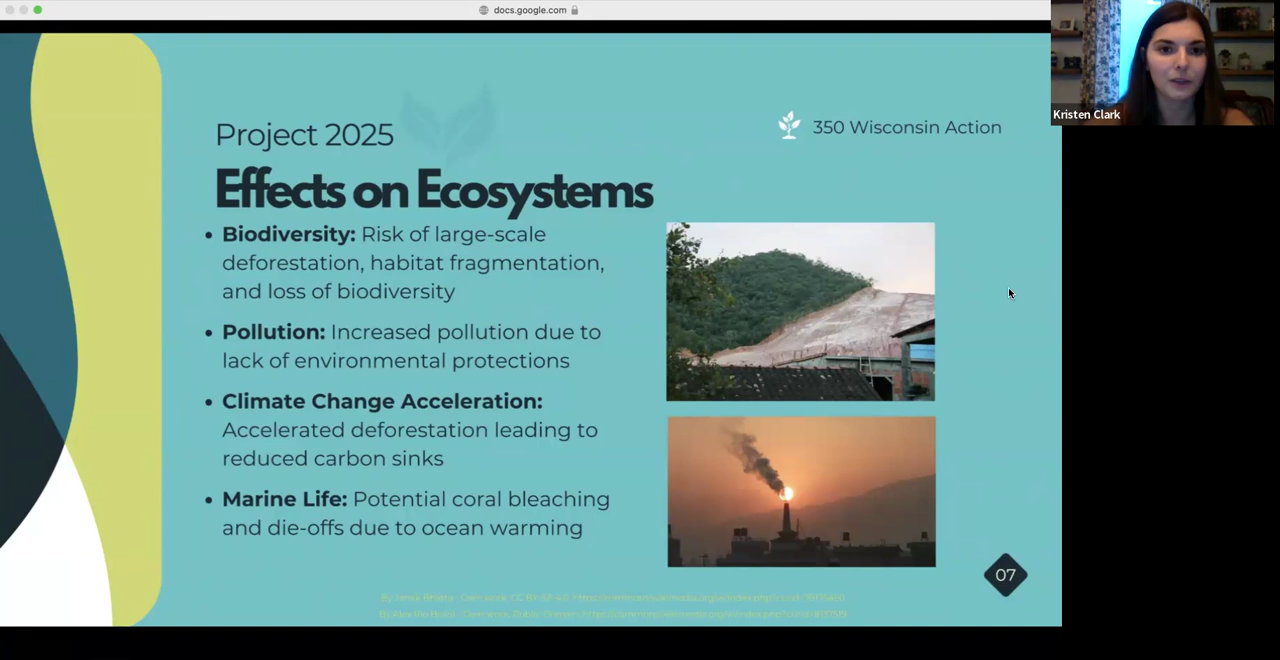 docs.google.com
Kristen Clark
Project 2025
350 Wisconsin Action
Effects on Ecosystems
• Biodiversity: Risk of large-scale
deforestation, habitat fragmentation,
and loss of biodiversity
• Pollution: Increased pollution due to
lack of environmental protections
• Climate Change Acceleration:
Accelerated deforestation leading to
reduced carbon sinks
• Marine Life: Potential coral bleaching
and die-offs due to ocean warming
07